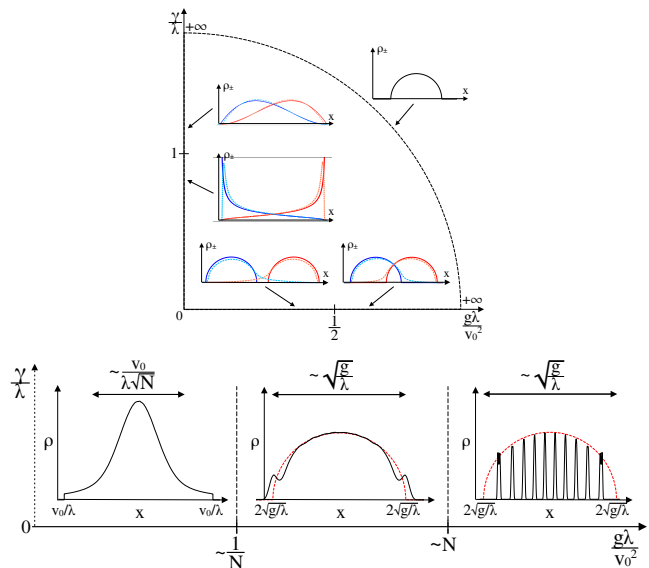 γ/λ
+∞
ρ±
x
ρ±
x
1
ρ±
x
ρ±
x
ρ±
x
+∞
0
1/2
gλ/v₀²
γ/λ
~ v₀/(λ√N)
~ √(g/λ)
~ √(g/λ)
ρ
ρ
ρ
v₀/λ
x
v₀/λ
2√(g/λ)
x
2√(g/λ)
2√(g/λ)
x
2√(g/λ)
0
~ 1/N
~N
gλ/v₀²